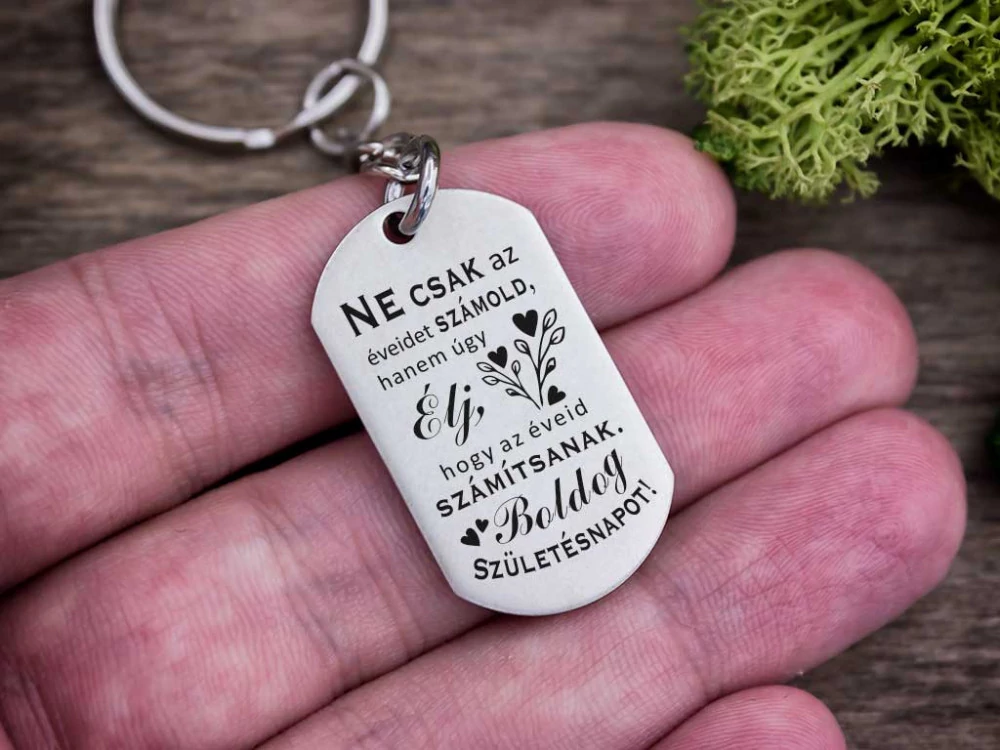 Ne csak az
éveidet számold,
hanem úgy
Élj,
hogy az éveid
számítsanak.
Boldog
Születésnapot!